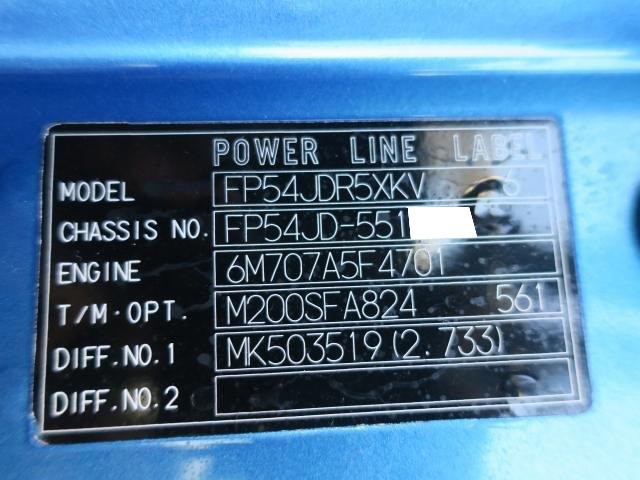 POWER LINE LABEL
MODEL FP54JDR5XKV 6
CHASSIS NO. FP54JD-551
ENGINE 6M707A5F4701
T/M·OPT. M200SFA824 561
DIFF.NO.1 MK503519(2.733)
DIFF.NO.2